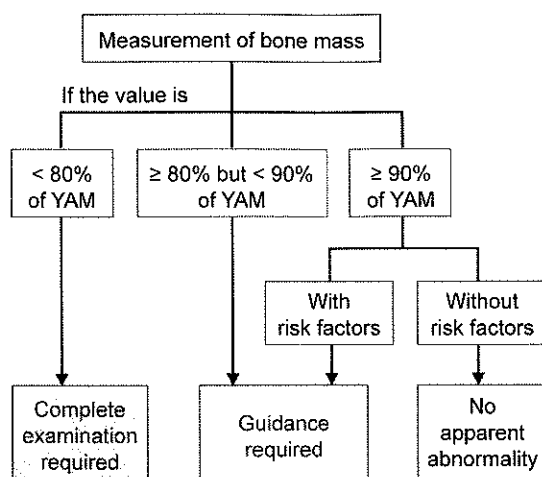 Measurement of bone mass
If the value is
< 80%
of YAM
≥ 80% but < 90%
of YAM
≥ 90%
of YAM
With
risk factors
Without
risk factors
Complete
examination
required
Guidance
required
No
apparent
abnormality